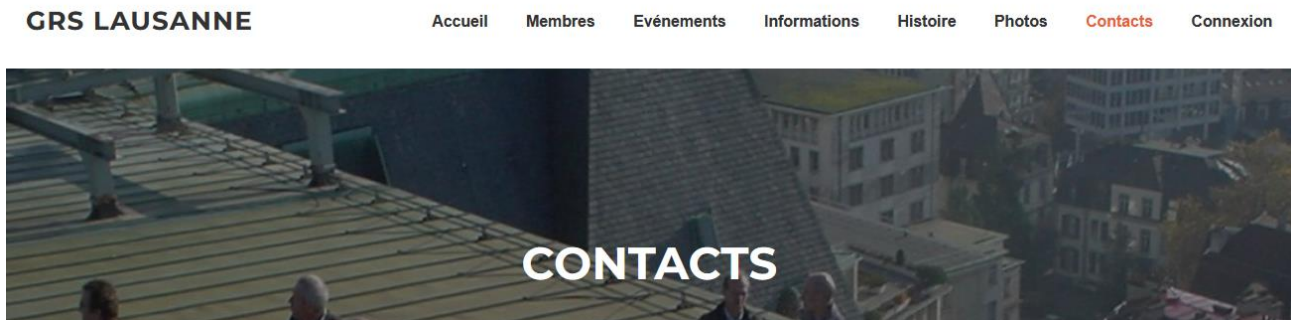 GRS LAUSANNE
Accueil Membres Evénements Informations Histoire Photos Contacts Connexion
CONTACTS